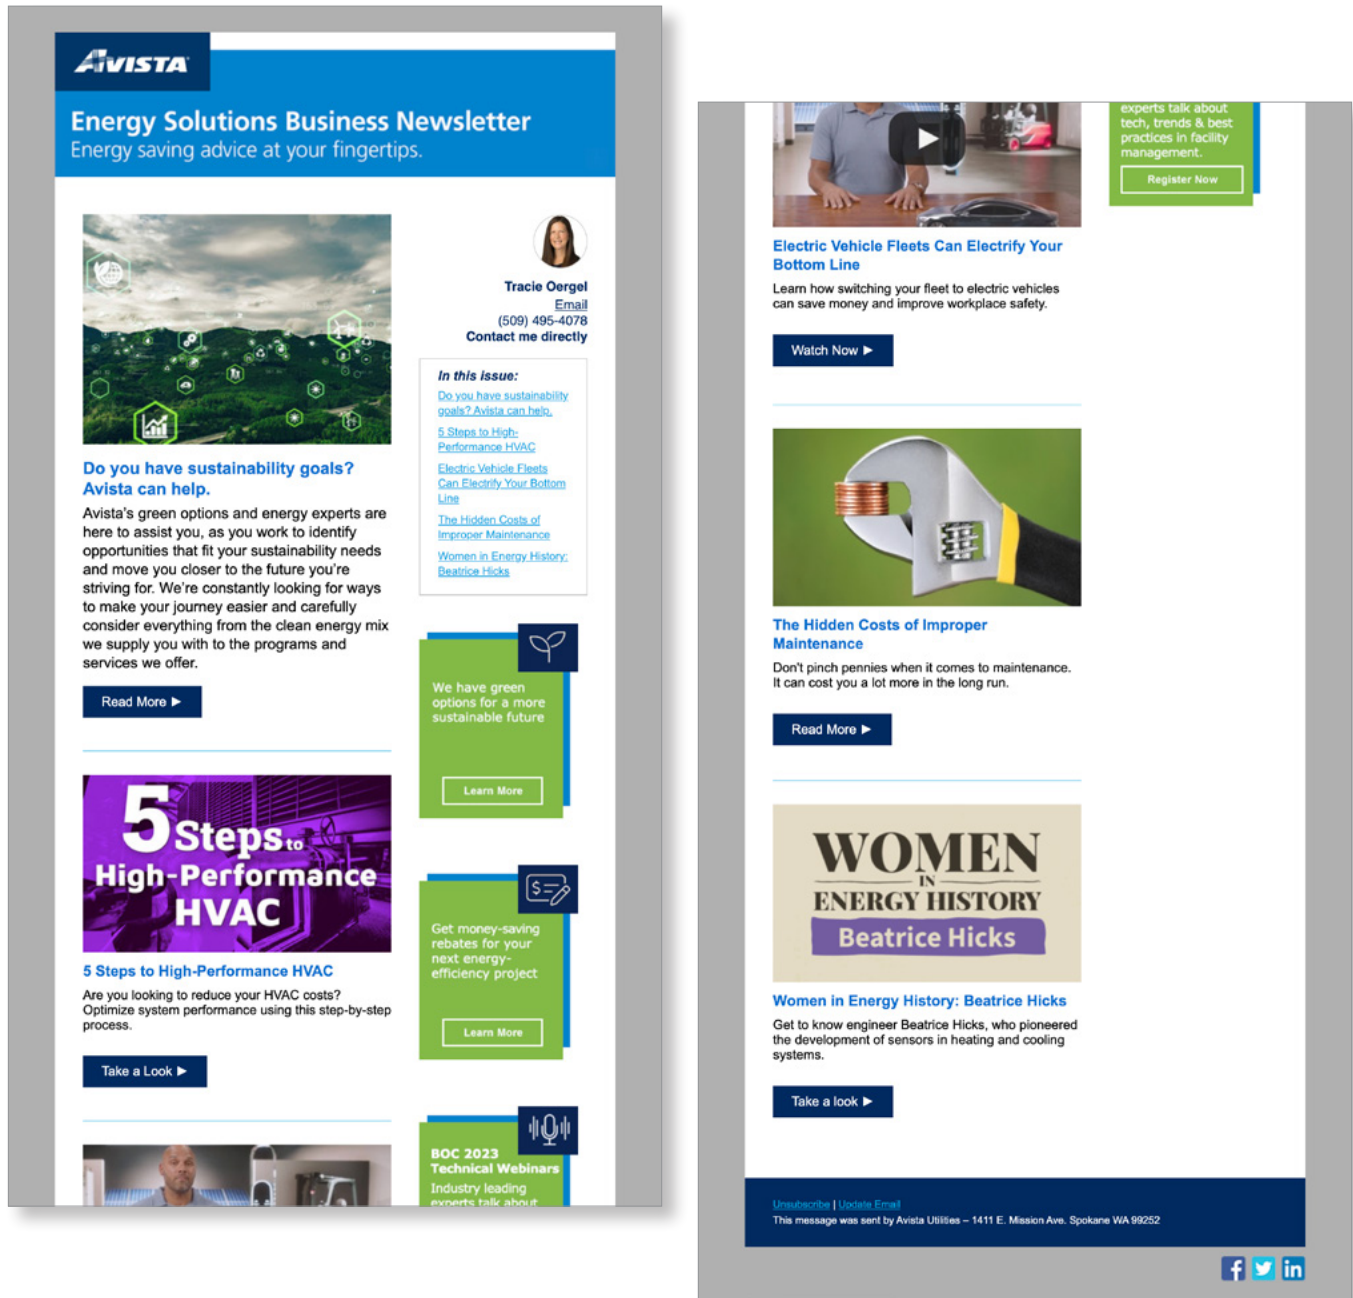 AVISTA
Energy Solutions Business Newsletter
Energy saving advice at your fingertips.
Do you have sustainability goals?
Avista can help.
Avista's green options and energy experts are
here to assist you, as you work to identify
opportunities that fit your sustainability needs
and move you closer to the future you're
striving for. We're constantly looking for ways
to make your journey easier and carefully
consider everything from the clean energy mix
we supply you with to the programs and
services we offer.
Read More ▶
5 Steps to
High-Performance
HVAC
5 Steps to High-Performance HVAC
Are you looking to reduce your HVAC costs?
Optimize system performance using this step-by-step
process.
Take a Look ▶
Tracie Oergel
Email
(509) 495-4078
Contact me directly
In this issue:
Do you have sustainability
goals? Avista can help.
5 Steps to High-
Performance HVAC
Electric Vehicle Fleets
Can Electrify Your Bottom
Line
The Hidden Costs of
Improper Maintenance
Women in Energy History:
Beatrice Hicks
We have green
options for a more
sustainable future
Learn More
Get money-saving
rebates for your
next energy-
efficiency project
Learn More
BOC 2023
Technical Webinars
Industry leading
experts talk about
experts talk about
tech, trends & best
practices in facility
management.
Register Now
Electric Vehicle Fleets Can Electrify Your
Bottom Line
Learn how switching your fleet to electric vehicles
can save money and improve workplace safety.
Watch Now ▶
The Hidden Costs of Improper
Maintenance
Don't pinch pennies when it comes to maintenance.
It can cost you a lot more in the long run.
Read More ▶
WOMEN
IN
ENERGY HISTORY
Beatrice Hicks
Women in Energy History: Beatrice Hicks
Get to know engineer Beatrice Hicks, who pioneered
the development of sensors in heating and cooling
systems.
Take a look ▶
Unsubscribe | Update Email
This message was sent by Avista Utilities – 1411 E. Mission Ave. Spokane WA 99252